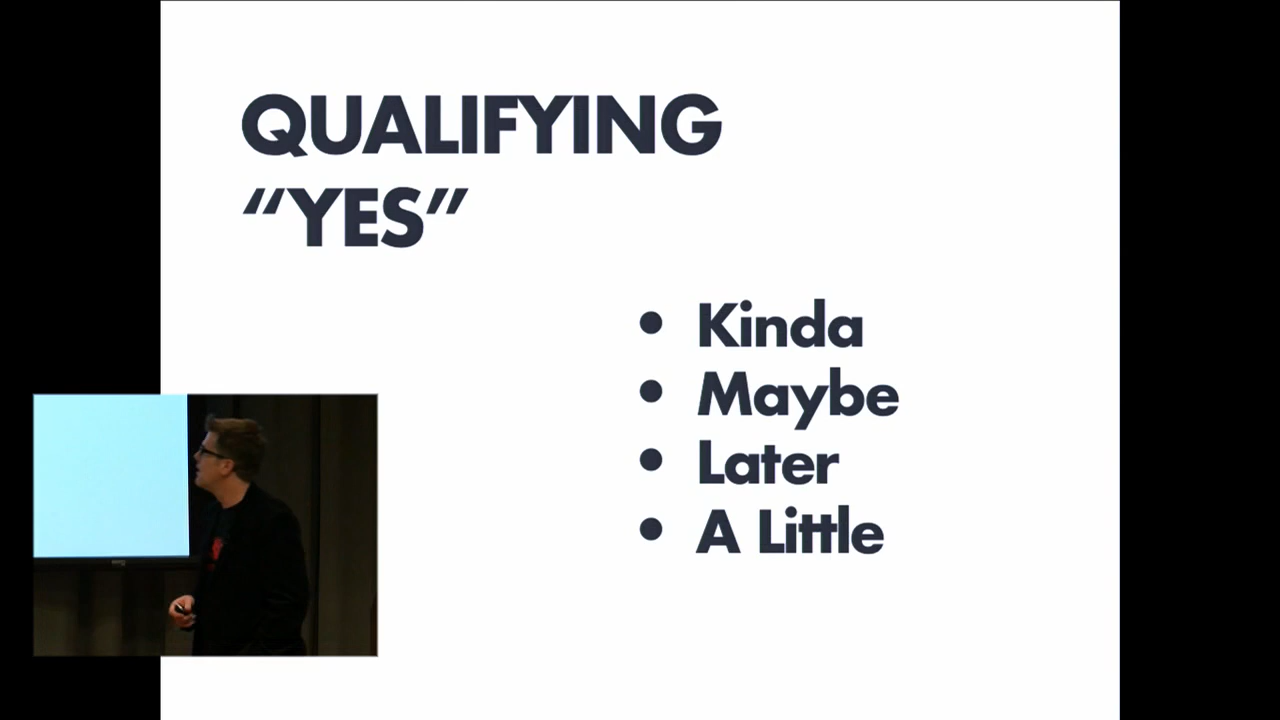 QUALIFYING
“YES”
• Kinda
• Maybe
• Later
• A Little